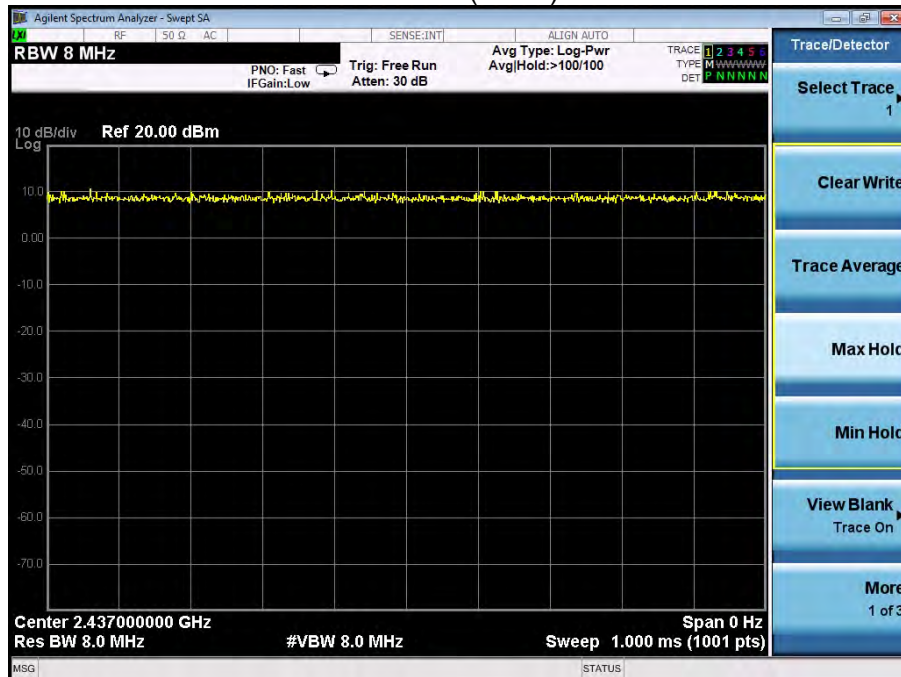 Agilent Spectrum Analyzer - Swept SA
LXI RF 50 Ω AC SENSE:INT ALIGN AUTO
RBW 8 MHz
PNO: Fast
IFGain:Low
Trig: Free Run
Atten: 30 dB
Avg Type: Log-Pwr
Avg|Hold:>100/100
TRACE 1 2 3 4 5 6
TYPE M WWWWW
DET P N N N N N
10 dB/div Ref 20.00 dBm
Log
10.0
0.00
-10.0
-20.0
-30.0
-40.0
-50.0
-60.0
-70.0
Center 2.437000000 GHz Span 0 Hz
Res BW 8.0 MHz #VBW 8.0 MHz Sweep 1.000 ms (1001 pts)
MSG STATUS
Trace/Detector
Select Trace
1
Clear Write
Trace Average
Max Hold
Min Hold
View Blank
Trace On
More
1 of 3